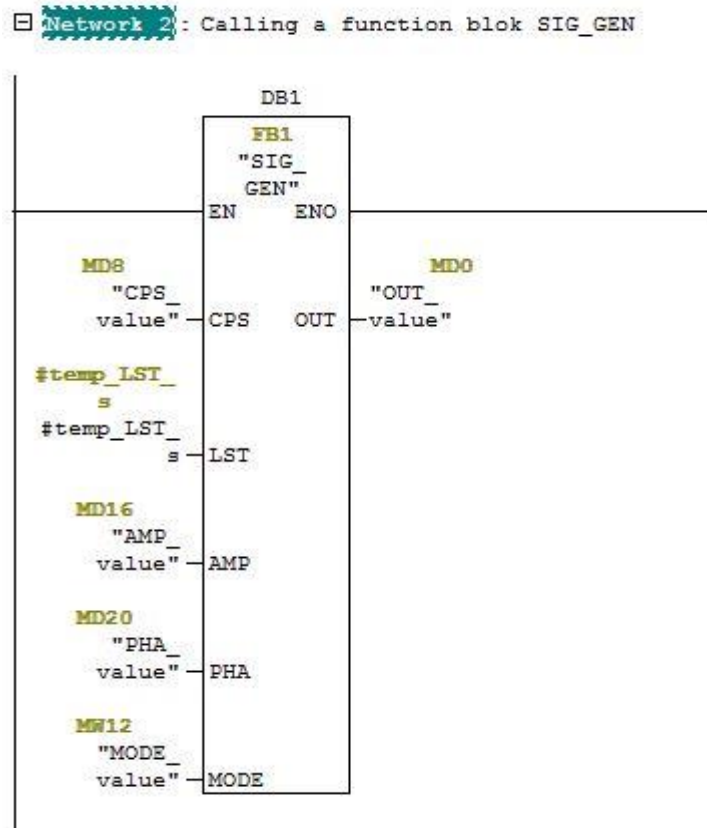 Network 2: Calling a function blok SIG_GEN
DB1
FB1
"SIG_
GEN"
EN ENO
MD8
"CPS_
value" CPS
MD0
"OUT_
OUT value"
#temp_LST_
s
#temp_LST_
s LST
MD16
"AMP_
value" AMP
MD20
"PHA_
value" PHA
MW12
"MODE_
value" MODE